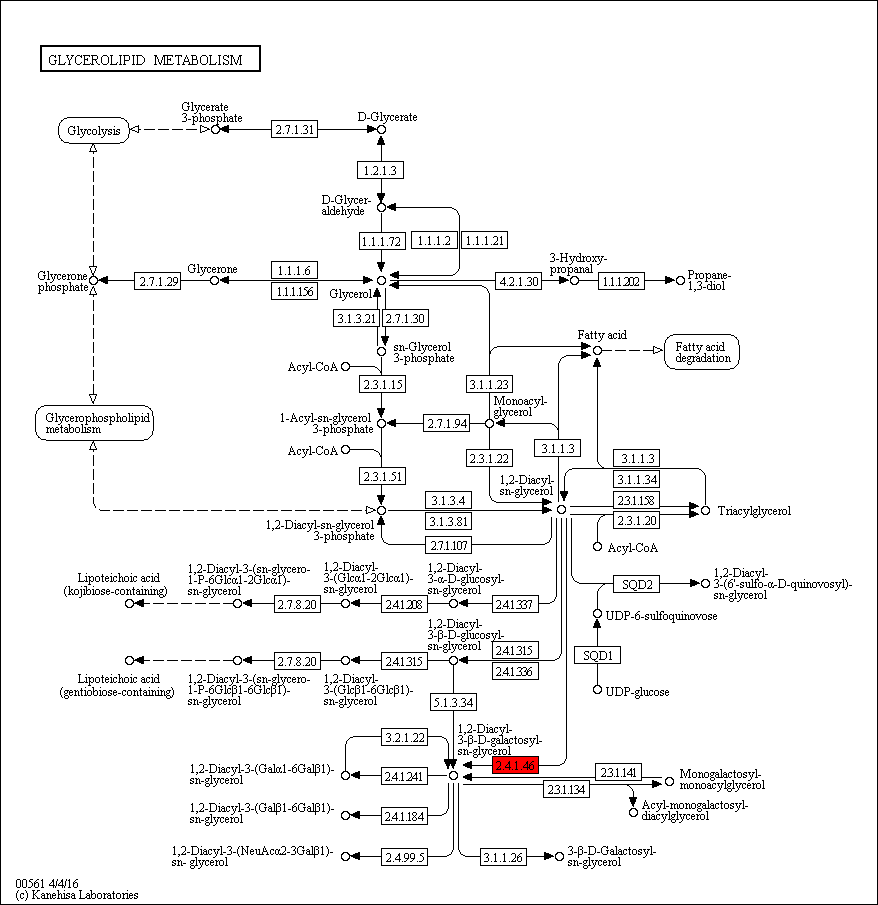 GLYCEROLIPID METABOLISM
Glycerate
3-phosphate
D-Glycerate
Glycolysis
2.7.1.31
1.2.1.3
D-Glycer-
aldehyde
1.1.1.72
1.1.1.2
1.1.1.21
3-Hydroxy-
propanal
Glycerone
phosphate
2.7.1.29
Glycerone
1.1.1.6
1.1.1.156
Glycerol
4.2.1.30
1.1.1.202
Propane-
1,3-diol
3.1.3.21
2.7.1.30
sn-Glycerol
3-phosphate
Fatty acid
Fatty acid
degradation
Acyl-CoA
2.3.1.15
3.1.1.23
Glycerophospholipid
metabolism
1-Acyl-sn-glycerol
3-phosphate
2.7.1.94
Monoacyl-
glycerol
Acyl-CoA
3.1.1.3
2.3.1.22
3.1.1.3
2.3.1.51
1,2-Diacyl-
sn-glycerol
3.1.1.34
3.1.3.4
2.3.1.158
3.1.3.81
2.3.1.20
Triacylglycerol
1,2-Diacyl-sn-glycerol
3-phosphate
2.7.1.107
Acyl-CoA
Lipoteichoic acid
(kojibiose-containing)
1,2-Diacyl-3-(sn-glycero-
1-P-6Glcα1-2Glcα1)-
sn-glycerol
1,2-Diacyl-
3-(Glcα1-2Glcα1)-
sn-glycerol
1,2-Diacyl-
3-α-D-glucosyl-
sn-glycerol
SQD2
1,2-Diacyl-
3-(6'-sulfo-α-D-quinovosyl)-
sn-glycerol
2.7.8.20
2.4.1.208
2.4.1.337
UDP-6-sulfoquinovose
1,2-Diacyl-
3-β-D-glucosyl-
sn-glycerol
2.7.8.20
2.4.1.315
2.4.1.315
2.4.1.336
SQD1
Lipoteichoic acid
(gentiobiose-containing)
1,2-Diacyl-3-(sn-glycero-
1-P-6Glcβ1-6Glcβ1)-
sn-glycerol
1,2-Diacyl-
3-(Glcβ1-6Glcβ1)-
sn-glycerol
5.1.3.34
UDP-glucose
3.2.1.22
1,2-Diacyl-
3-β-D-galactosyl-
sn-glycerol
2.4.1.46
1,2-Diacyl-3-(Galα1-6Galβ1)-
sn-glycerol
2.4.1.241
2.3.1.141
2.3.1.134
Monogalactosyl-
monoacylglycerol
1,2-Diacyl-3-(Galβ1-6Galβ1)-
sn-glycerol
2.4.1.184
Acyl-monogalactosyl-
diacylglycerol
1,2-Diacyl-3-(NeuAcα2-3Galβ1)-
sn- glycerol
2.4.99.5
3.1.1.26
3-β-D-Galactosyl-
sn-glycerol
00561 4/4/16
(c) Kanehisa Laboratories